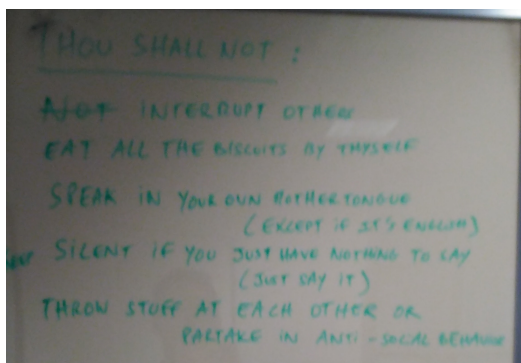 THOU SHALL NOT :
NOT INTERRUPT OTHERS
EAT ALL THE BISCUITS BY THYSELF
SPEAK IN YOUR OWN MOTHER TONGUE
(EXCEPT IF IT'S ENGLISH)
SILENT IF YOU JUST HAVE NOTHING TO SAY
(JUST SAY IT)
THROW STUFF AT EACH OTHER OR
PARTAKE IN ANTI-SOCIAL BEHAVIOUR